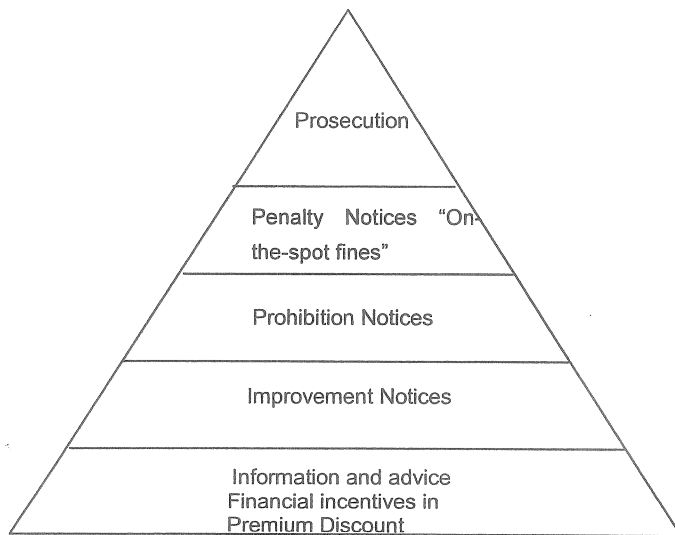 Prosecution
Penalty Notices “On-
the-spot fines”
Prohibition Notices
Improvement Notices
Information and advice
Financial incentives in
Premium Discount